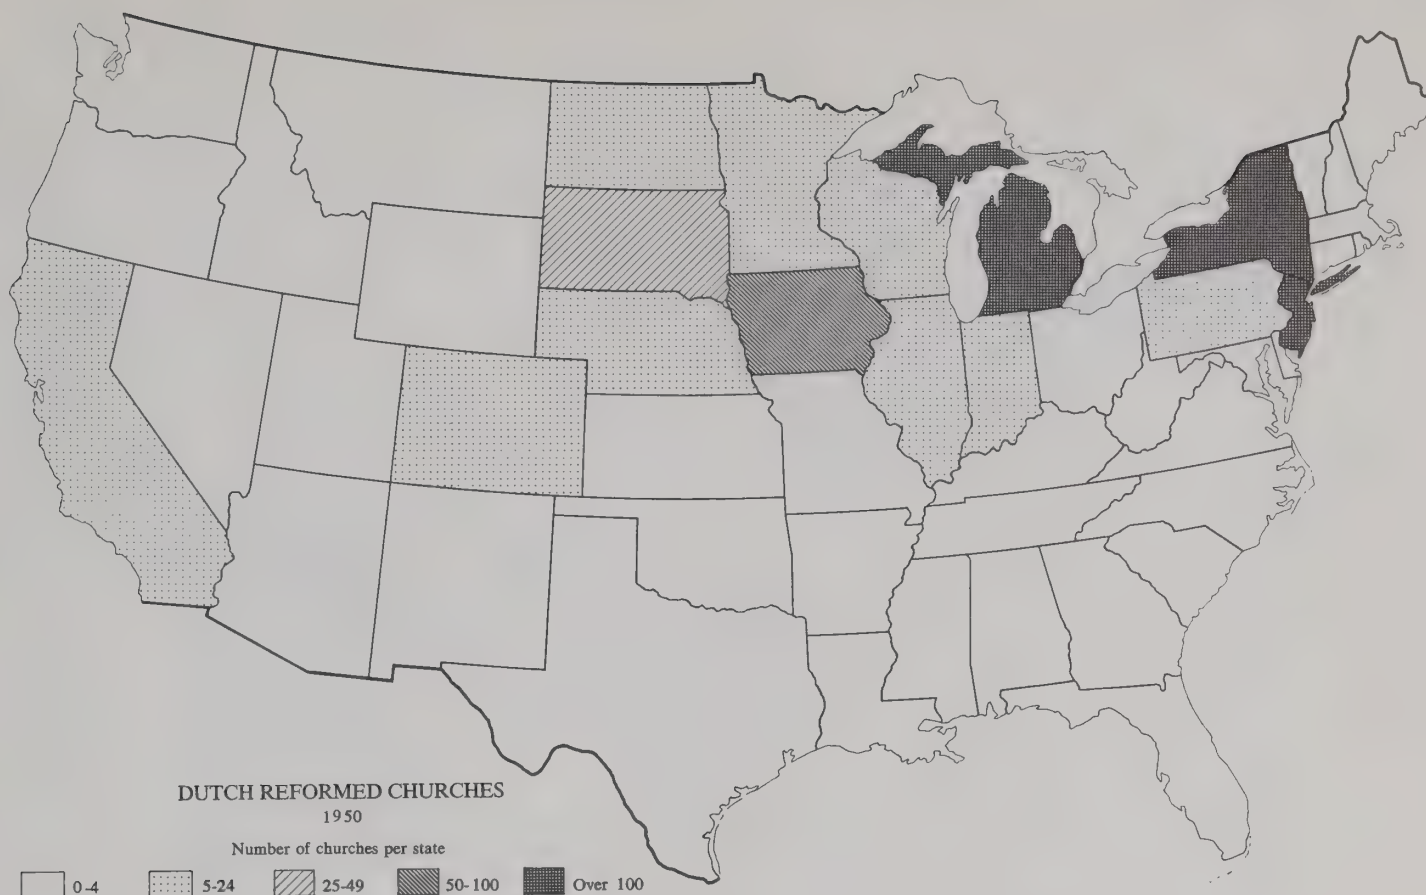 DUTCH REFORMED CHURCHES
1950
Number of churches per state
0-4 5-24 25-49 50-100 Over 100